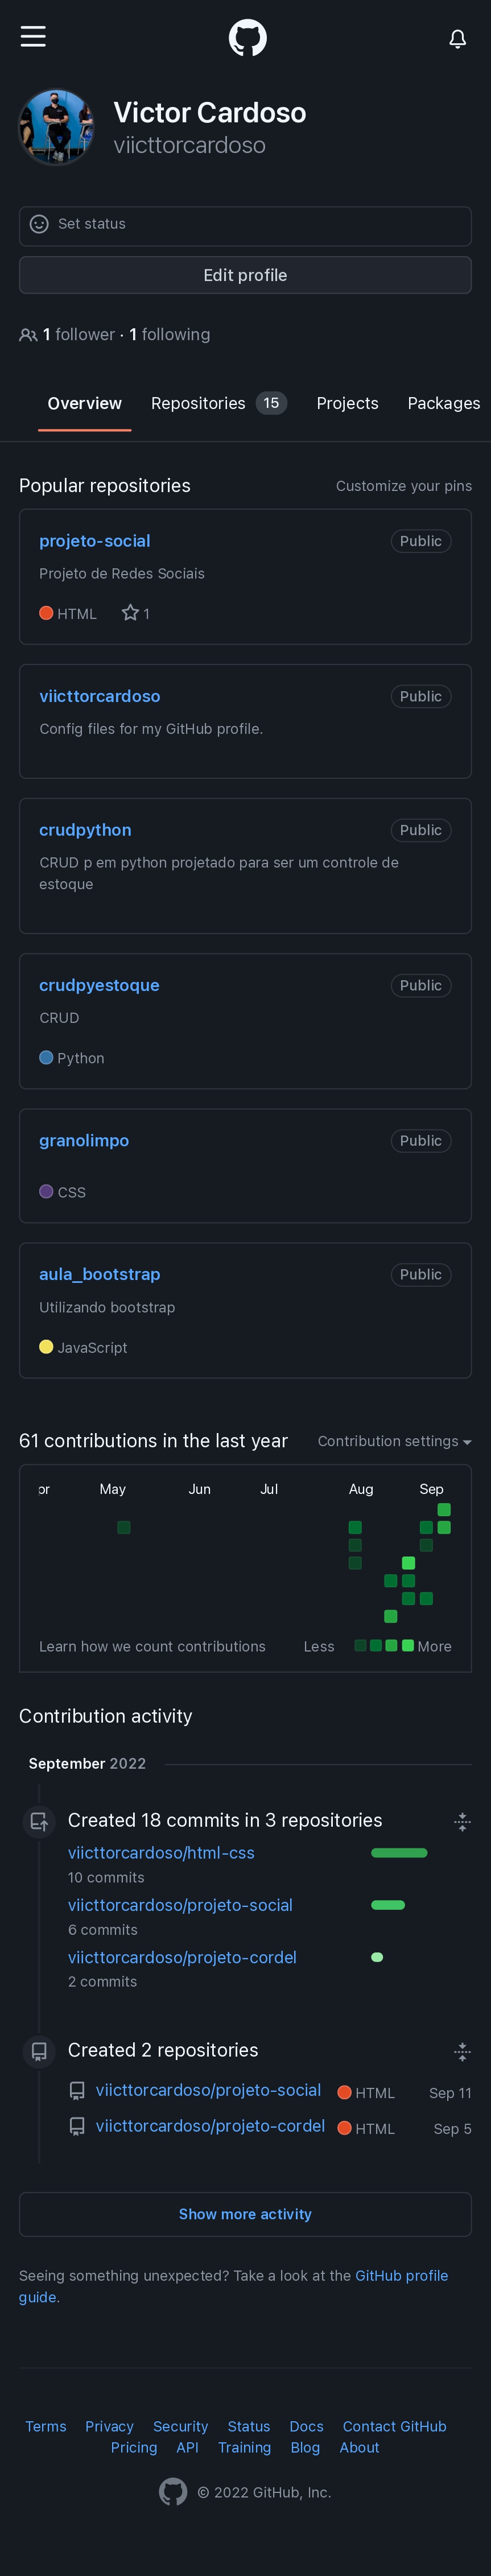 Victor Cardoso
viicttorcardoso
Set status
Edit profile
1 follower · 1 following
Overview Repositories 15 Projects Packages
Popular repositories Customize your pins
projeto-social Public
Projeto de Redes Sociais
HTML 1
viicttorcardoso Public
Config files for my GitHub profile.
crudpython Public
CRUD p em python projetado para ser um controle de
estoque
crudpyestoque Public
CRUD
Python
granolimpo Public
CSS
aula_bootstrap Public
Utilizando bootstrap
JavaScript
61 contributions in the last year Contribution settings
pr May Jun Jul Aug Sep
Learn how we count contributions Less More
Contribution activity
September 2022
Created 18 commits in 3 repositories
viicttorcardoso/html-css
10 commits
viicttorcardoso/projeto-social
6 commits
viicttorcardoso/projeto-cordel
2 commits
Created 2 repositories
viicttorcardoso/projeto-social HTML Sep 11
viicttorcardoso/projeto-cordel HTML Sep 5
Show more activity
Seeing something unexpected? Take a look at the GitHub profile
guide.
Terms Privacy Security Status Docs Contact GitHub
Pricing API Training Blog About
© 2022 GitHub, Inc.